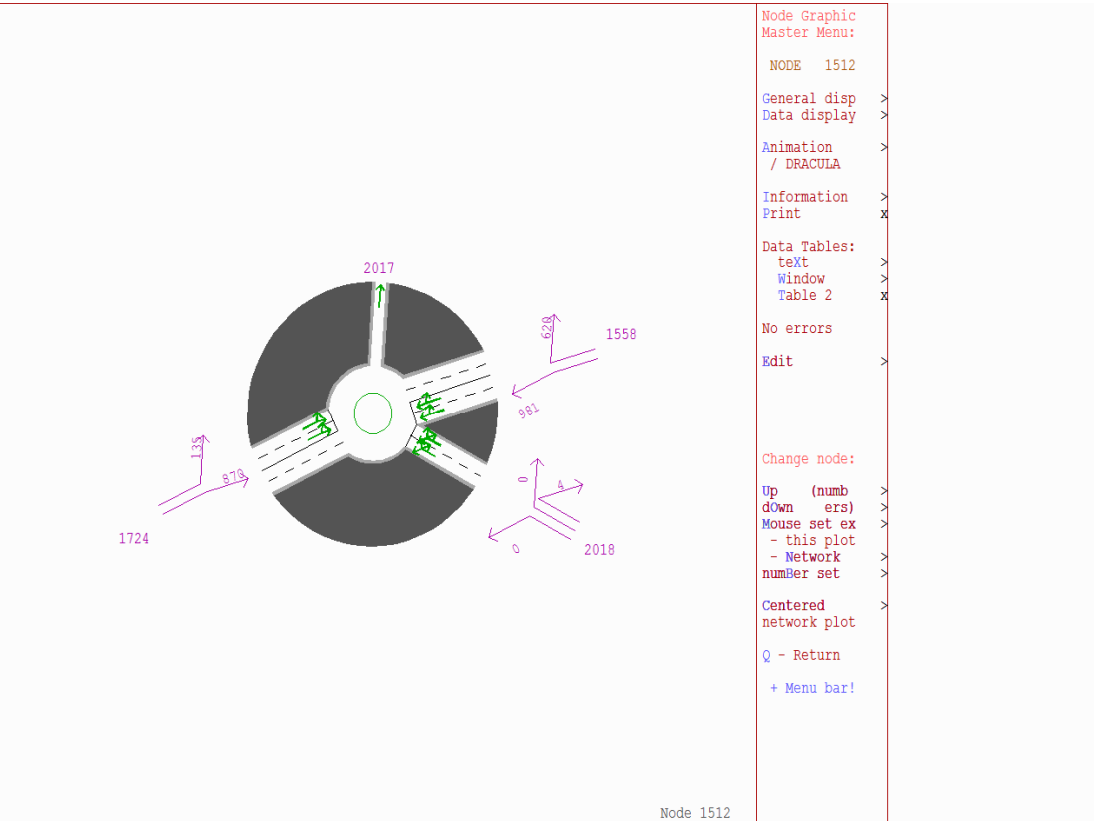 Node Graphic
Master Menu:
NODE 1512
General disp >
Data display >
Animation >
/ DRACULA
Information >
Print x
Data Tables:
teXt >
Window >
Table 2 x
No errors
Edit >
Change node:
Up (numb >
dOwn ers) >
Mouse set ex >
- this plot
- Network >
numBer set >
Centered >
network plot
Q - Return
+ Menu bar!
2017
620
1558
981
135
870
1724
0
4
0
2018
Node 1512